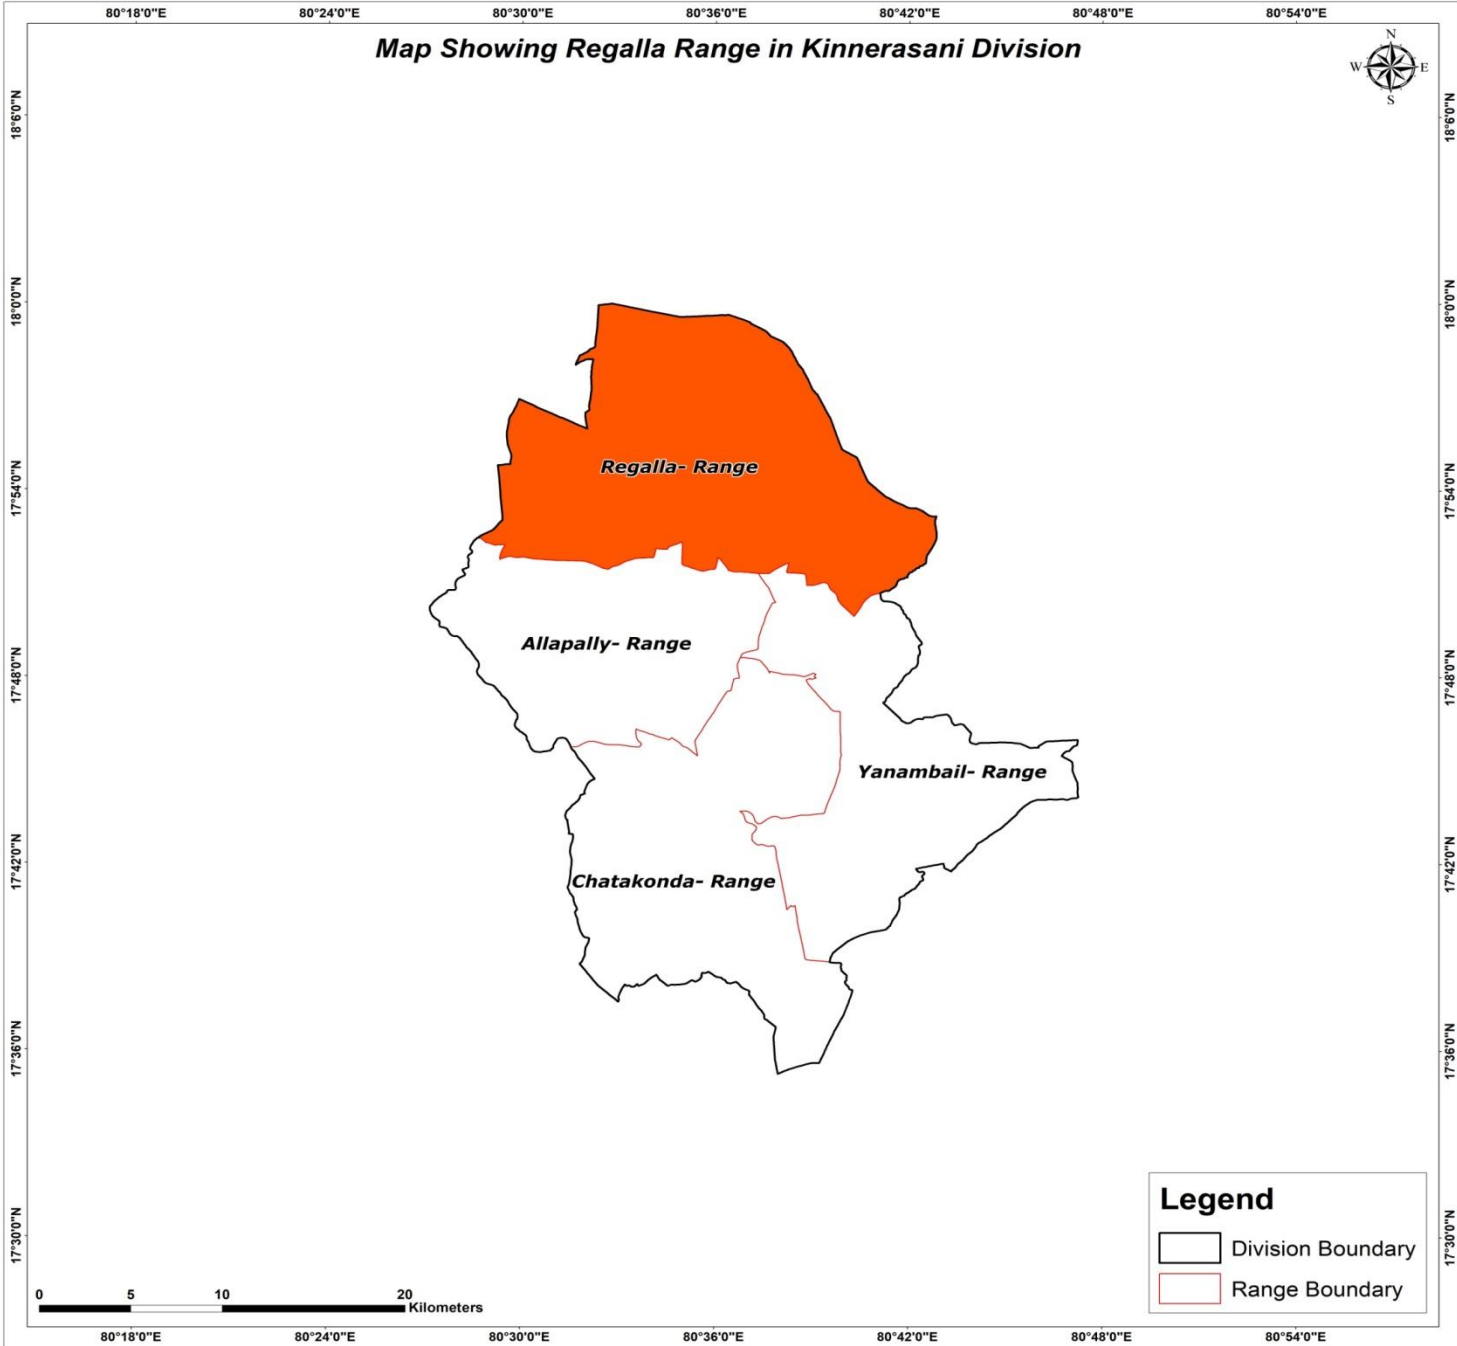 80°18'0"E 80°24'0"E 80°30'0"E 80°36'0"E 80°42'0"E 80°48'0"E 80°54'0"E
Map Showing Regalla Range in Kinnerasani Division
N
W E
S
18°6'0"N 18°6'0"N
18°0'0"N 18°0'0"N
Regalla- Range
17°54'0"N 17°54'0"N
Allapally- Range
17°48'0"N 17°48'0"N
Yanambail- Range
17°42'0"N 17°42'0"N
Chatakonda- Range
17°36'0"N 17°36'0"N
Legend
17°30'0"N 17°30'0"N
Division Boundary
Range Boundary
0 5 10 20
Kilometers
80°18'0"E 80°24'0"E 80°30'0"E 80°36'0"E 80°42'0"E 80°48'0"E 80°54'0"E